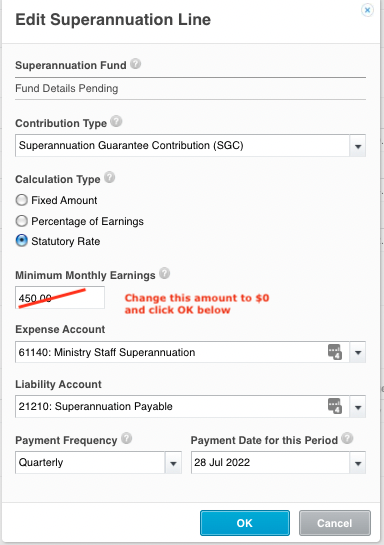 Edit Superannuation Line
Superannuation Fund ?
Fund Details Pending
Contribution Type ?
Superannuation Guarantee Contribution (SGC)
Calculation Type ?
Fixed Amount
Percentage of Earnings
Statutory Rate
Minimum Monthly Earnings ?
450.00
Change this amount to $0
and click OK below
Expense Account
61140: Ministry Staff Superannuation
4
Liability Account
21210: Superannuation Payable
4
Payment Frequency ? Payment Date for this Period ?
Quarterly 28 Jul 2022
OK Cancel